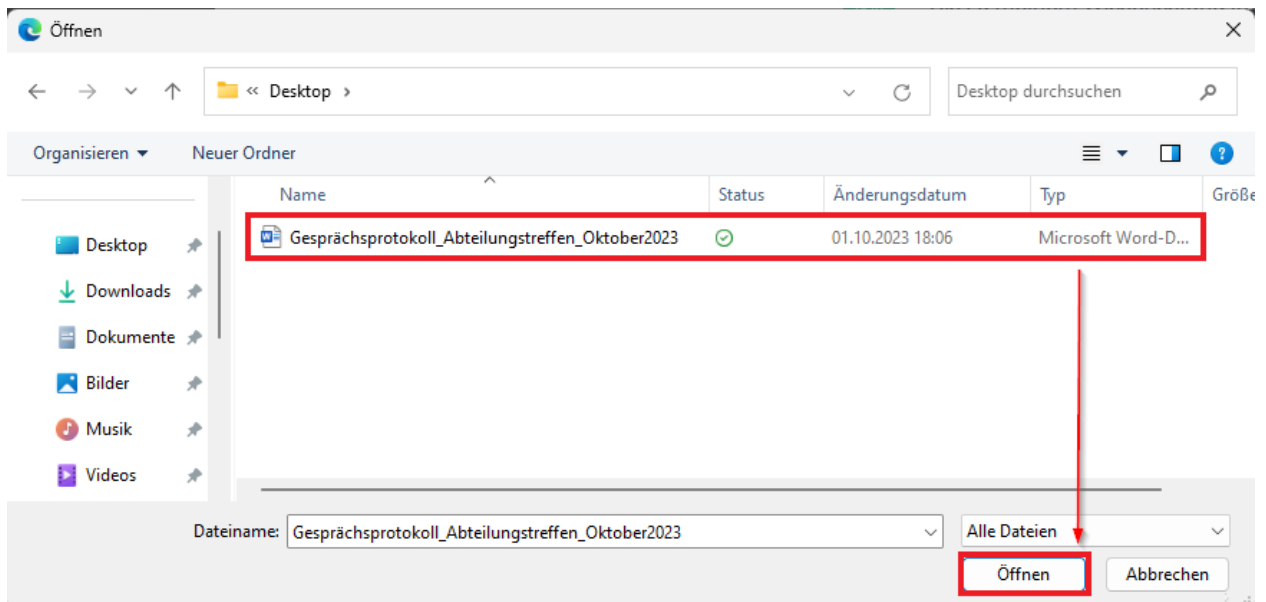 Öffnen
« Desktop >
Desktop durchsuchen
Organisieren
Neuer Ordner
Name
Status
Änderungsdatum
Typ
Größe
Gesprächsprotokoll_Abteilungstreffen_Oktober2023
01.10.2023 18:06
Microsoft Word-D...
Desktop
Downloads
Dokumente
Bilder
Musik
Videos
Dateiname:
Gesprächsprotokoll_Abteilungstreffen_Oktober2023
Alle Dateien
Öffnen
Abbrechen